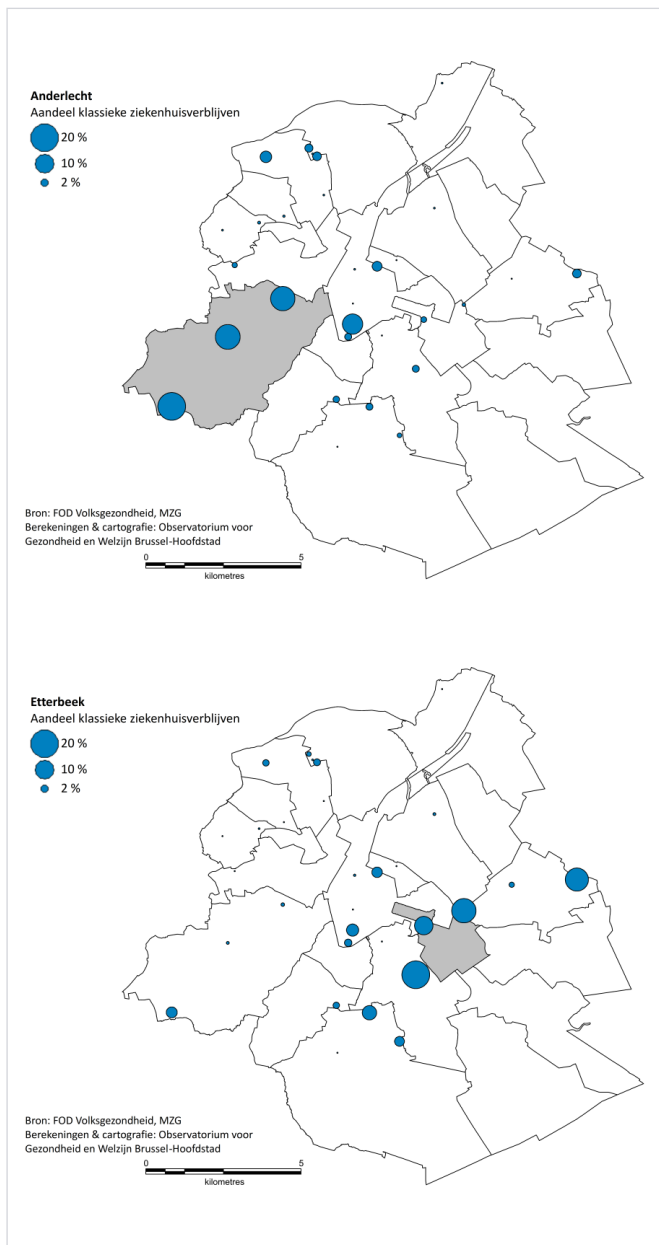 Anderlecht
Aandeel klassieke ziekenhuisverblijven
20 %
10 %
2 %
Bron: FOD Volksgezondheid, MZG
Berekeningen & cartografie: Observatorium voor
Gezondheid en Welzijn Brussel-Hoofdstad
0 5
kilometres
Etterbeek
Aandeel klassieke ziekenhuisverblijven
20 %
10 %
2 %
Bron: FOD Volksgezondheid, MZG
Berekeningen & cartografie: Observatorium voor
Gezondheid en Welzijn Brussel-Hoofdstad
0 5
kilometres